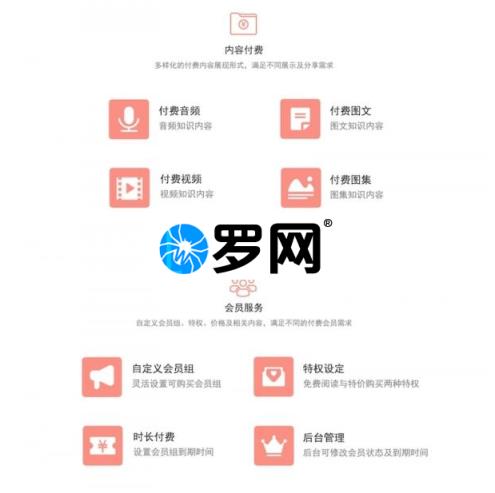 内容付费
多样化的付费内容展现形式，满足不同展示及分享需求
付费音频
音频知识内容
付费图文
图文知识内容
付费视频
视频知识内容
付费图集
图集知识内容
罗网®
会员服务
自定义会员组、特权、价格及相关内容，满足不同的付费会员需求
自定义会员组
灵活设置可购买会员组
特权设定
免费阅读与特价购买两种特权
时长付费
设置会员组到期时间
后台管理
后台可修改会员状态及到期时间